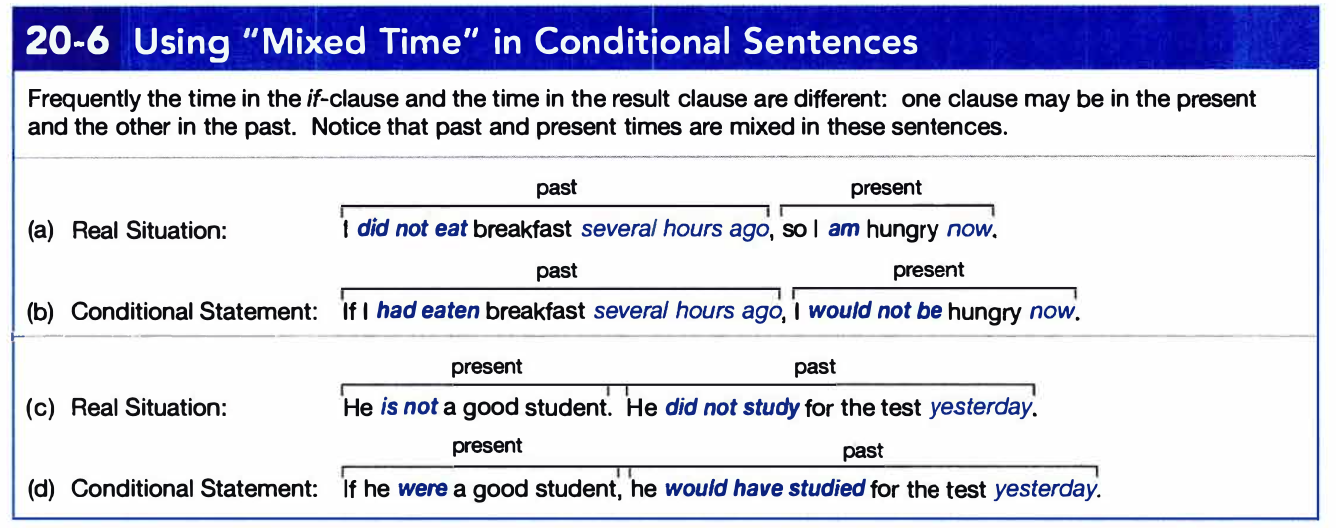 20-6 Using "Mixed Time" in Conditional Sentences
Frequently the time in the if-clause and the time in the result clause are different: one clause may be in the present
and the other in the past. Notice that past and present times are mixed in these sentences.
past present
(a) Real Situation: I did not eat breakfast several hours ago, so I am hungry now.
past present
(b) Conditional Statement: If I had eaten breakfast several hours ago, I would not be hungry now.
present past
(c) Real Situation: He is not a good student. He did not study for the test yesterday.
present past
(d) Conditional Statement: If he were a good student, he would have studied for the test yesterday.